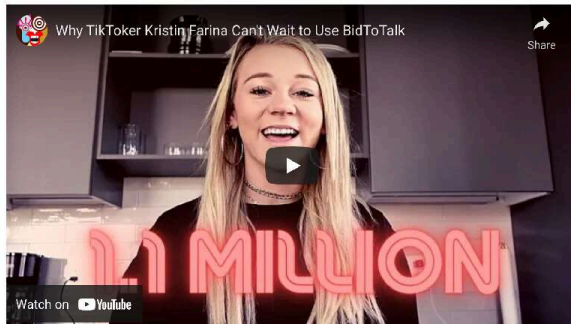 Why TikToker Kristin Farina Can't Wait to Use BidToTalk
Share
1.1 MILLION
Watch on YouTube